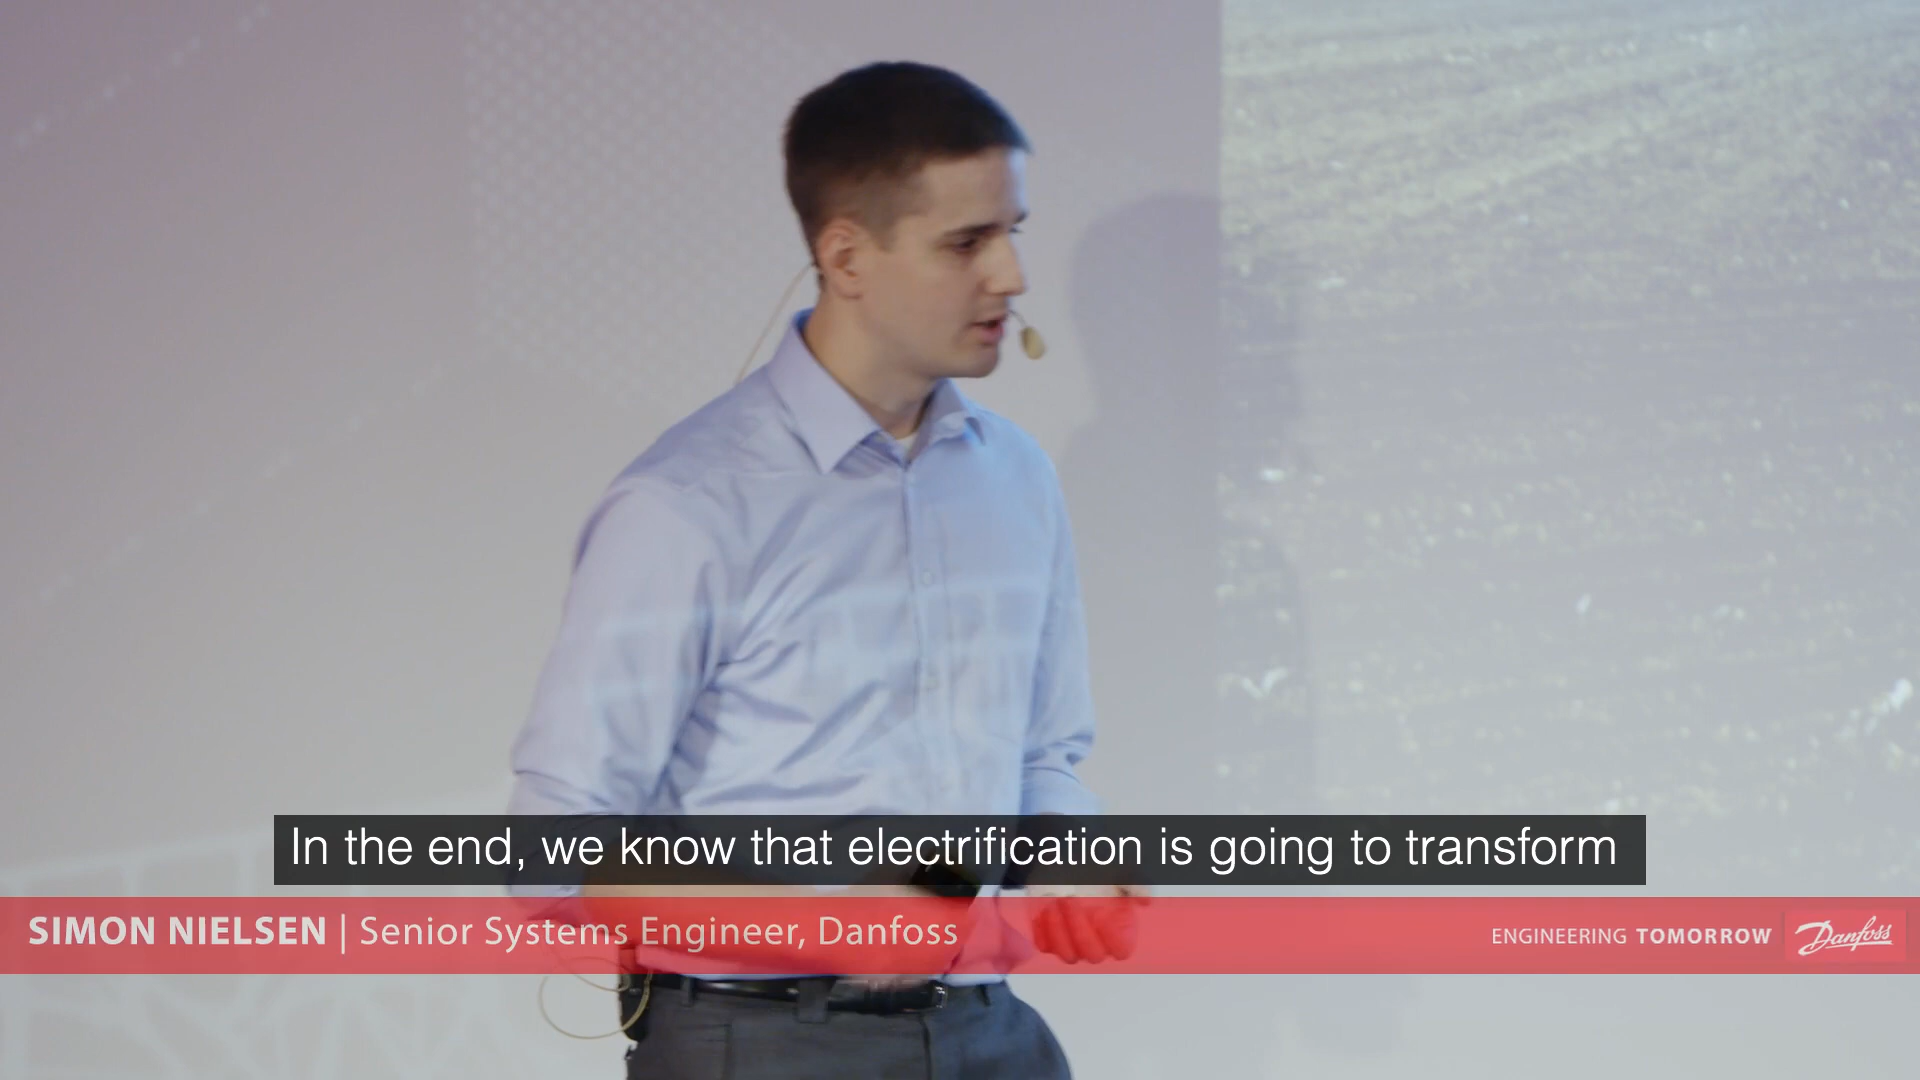 In the end, we know that electrification is going to transform
SIMON NIELSEN | Senior Systems Engineer, Danfoss
ENGINEERING TOMORROW
Danfoss